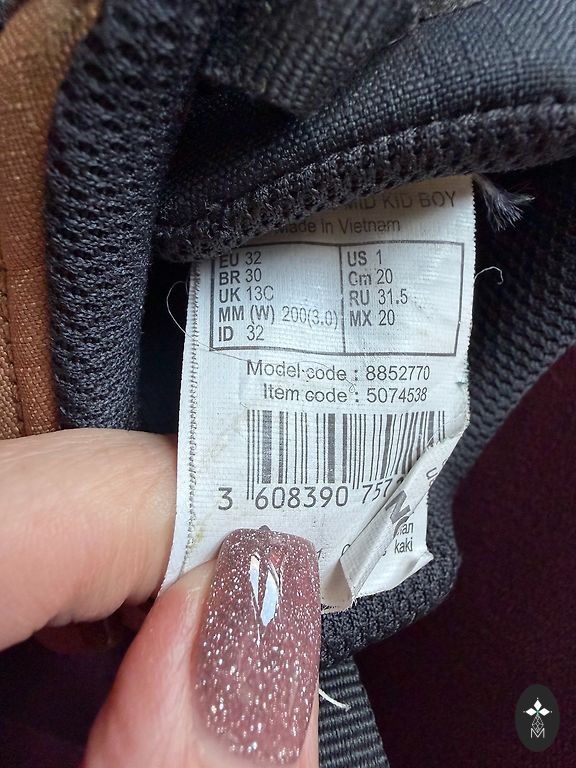 MID KID BOY
Made in Vietnam
EU 32
BR 30
UK 13C
MM (W) 200(3.0)
ID 32
US 1
Cm 20
RU 31.5
MX 20
Model code : 8852770
Item code : 5074538
3 608390 757
kaki
M